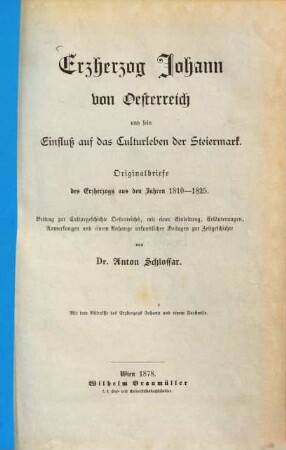 Erzherzog Johann
von Oesterreich
und sein
Einfluß auf das Culturleben der Steiermark.
Originalbriefe
des Erzherzogs aus den Jahren 1810—1825.
Beitrag zur Culturgeschichte Oesterreichs, mit einer Einleitung, Erläuterungen,
Anmerkungen und einem Anhange urkundlicher Beilagen zur Zeitgeschichte
von
Dr. Anton Schlossar.
Mit dem Bildnisse des Erzherzogs Johann und einem Facsimile.
Wien 1878.
Wilhelm Braumüller
k. k. Hof- und Universitätsbuchhändler.